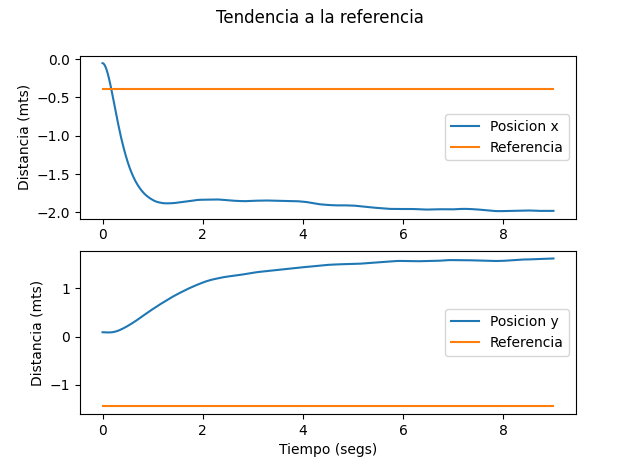 Tendencia a la referencia
Distancia (mts)
0.0
−0.5
−1.0
−1.5
−2.0
Posicion x
Referencia
0 2 4 6 8
Distancia (mts)
1
0
−1
Posicion y
Referencia
0 2 4 6 8
Tiempo (segs)